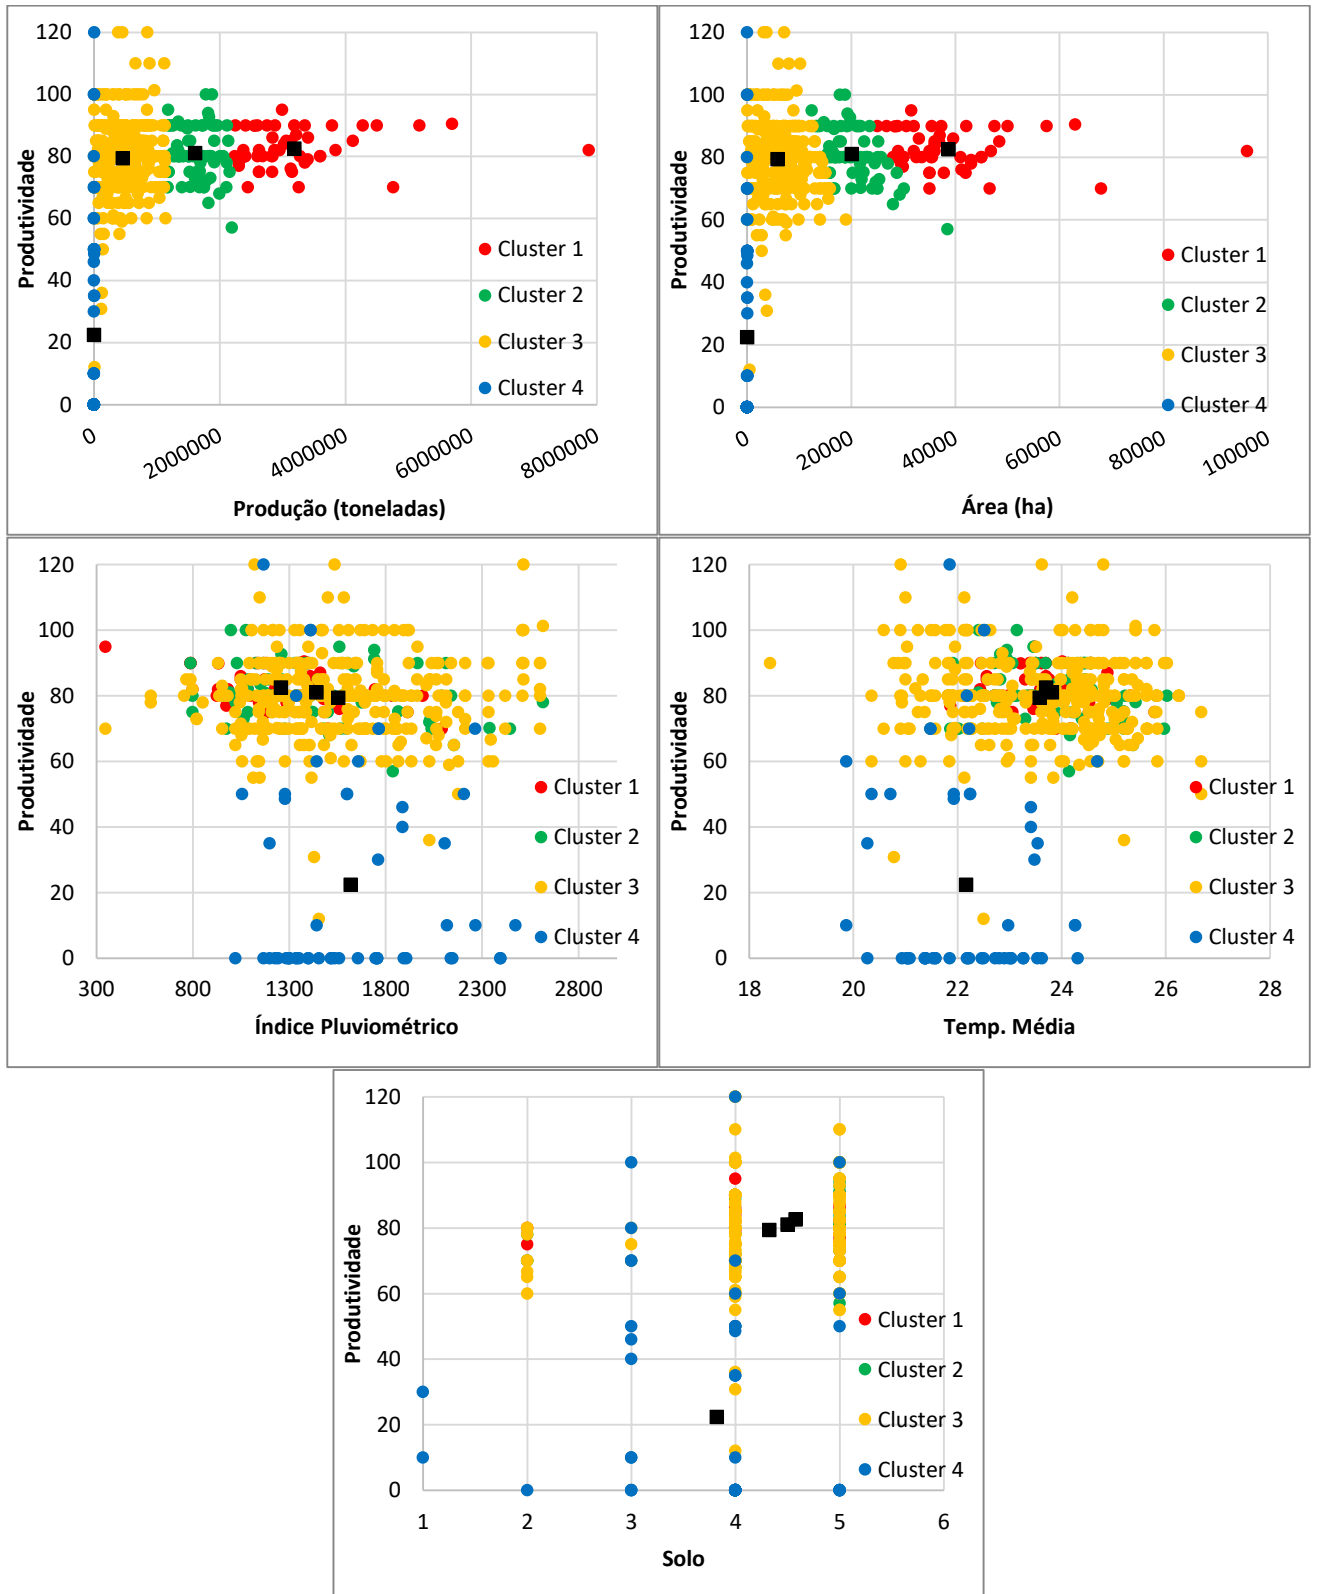 120
100
80
60
40
20
0
Produtividade
Cluster 1
Cluster 2
Cluster 3
Cluster 4
0
2000000
4000000
6000000
8000000
Produção (toneladas)
120
100
80
60
40
20
0
Produtividade
Cluster 1
Cluster 2
Cluster 3
Cluster 4
0
20000
40000
60000
80000
100000
Área (ha)
120
100
80
60
40
20
0
Produtividade
Cluster 1
Cluster 2
Cluster 3
Cluster 4
300 800 1300 1800 2300 2800
Índice Pluviométrico
120
100
80
60
40
20
0
Produtividade
Cluster 1
Cluster 2
Cluster 3
Cluster 4
18 20 22 24 26 28
Temp. Média
120
100
80
60
40
20
0
Produtividade
Cluster 1
Cluster 2
Cluster 3
Cluster 4
1 2 3 4 5 6
Solo